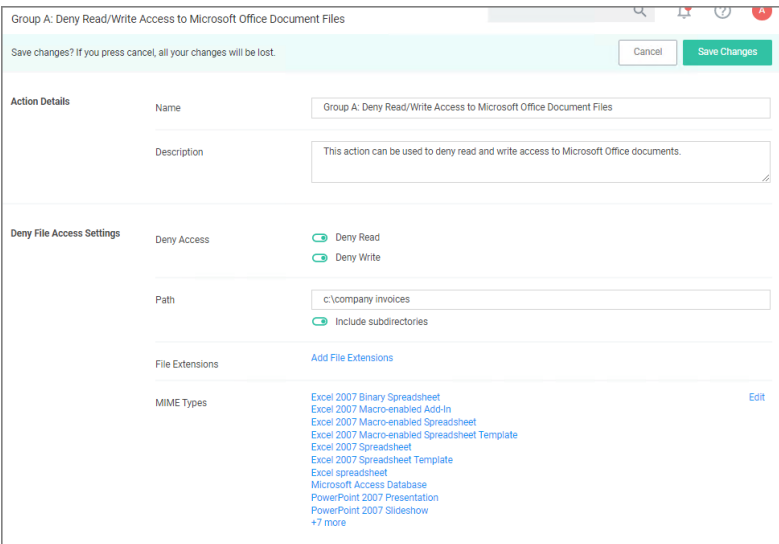 Group A: Deny Read/Write Access to Microsoft Office Document Files
A
Save changes? If you press cancel, all your changes will be lost.
Cancel
Save Changes
Action Details
Name
Group A: Deny Read/Write Access to Microsoft Office Document Files
Description
This action can be used to deny read and write access to Microsoft Office documents.
Deny File Access Settings
Deny Access
Deny Read
Deny Write
Path
c:\company invoices
Include subdirectories
File Extensions
Add File Extensions
MIME Types
Excel 2007 Binary Spreadsheet
Edit
Excel 2007 Macro-enabled Add-In
Excel 2007 Macro-enabled Spreadsheet
Excel 2007 Macro-enabled Spreadsheet Template
Excel 2007 Spreadsheet
Excel 2007 Spreadsheet Template
Excel spreadsheet
Microsoft Access Database
PowerPoint 2007 Presentation
PowerPoint 2007 Slideshow
+7 more